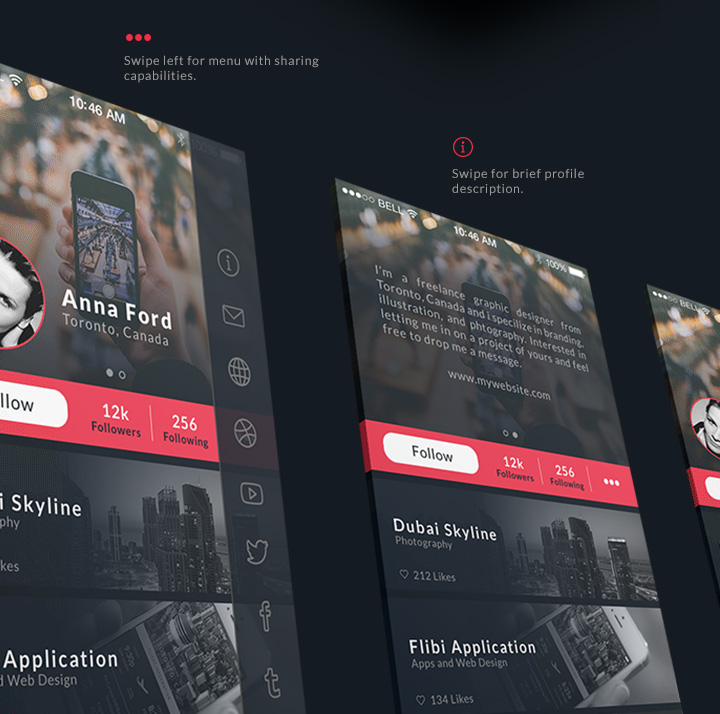 Swipe left for menu with sharing
capabilities.
Swipe for brief profile
description.
10:46 AM
100%
Anna Ford
Toronto, Canada
llow
12k
Followers
256
Following
i Skyline
phy
kes
Application
d Web Design
BELL
10:46 AM
100%
I'm a freelance graphic designer from
Toronto, Canada and i specilize in branding,
illustration, and phtography. Interested in
letting me in on a project of yours and feel
free to drop me a message.
www.mywebsite.com
Follow
12k
Followers
256
Following
Dubai Skyline
Photography
212 Likes
Flibi Application
Apps and Web Design
134 Likes
BELL